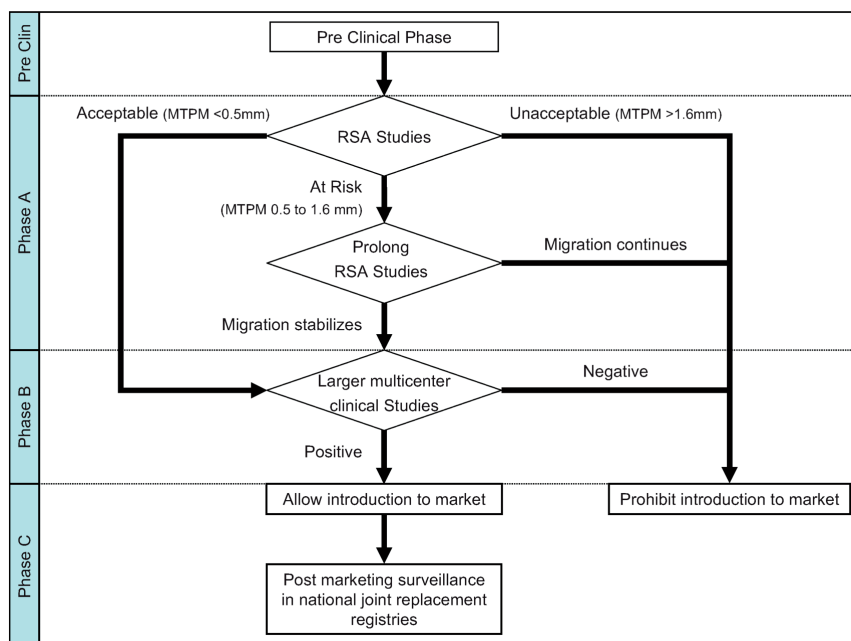 Pre Clin
Pre Clinical Phase
Phase A
Acceptable (MTPM <0.5mm)
Unacceptable (MTPM >1.6mm)
RSA Studies
At Risk
(MTPM 0.5 to 1.6 mm)
Prolong
RSA Studies
Migration continues
Migration stabilizes
Phase B
Larger multicenter
clinical Studies
Negative
Positive
Phase C
Allow introduction to market
Prohibit introduction to market
Post marketing surveillance
in national joint replacement
registries